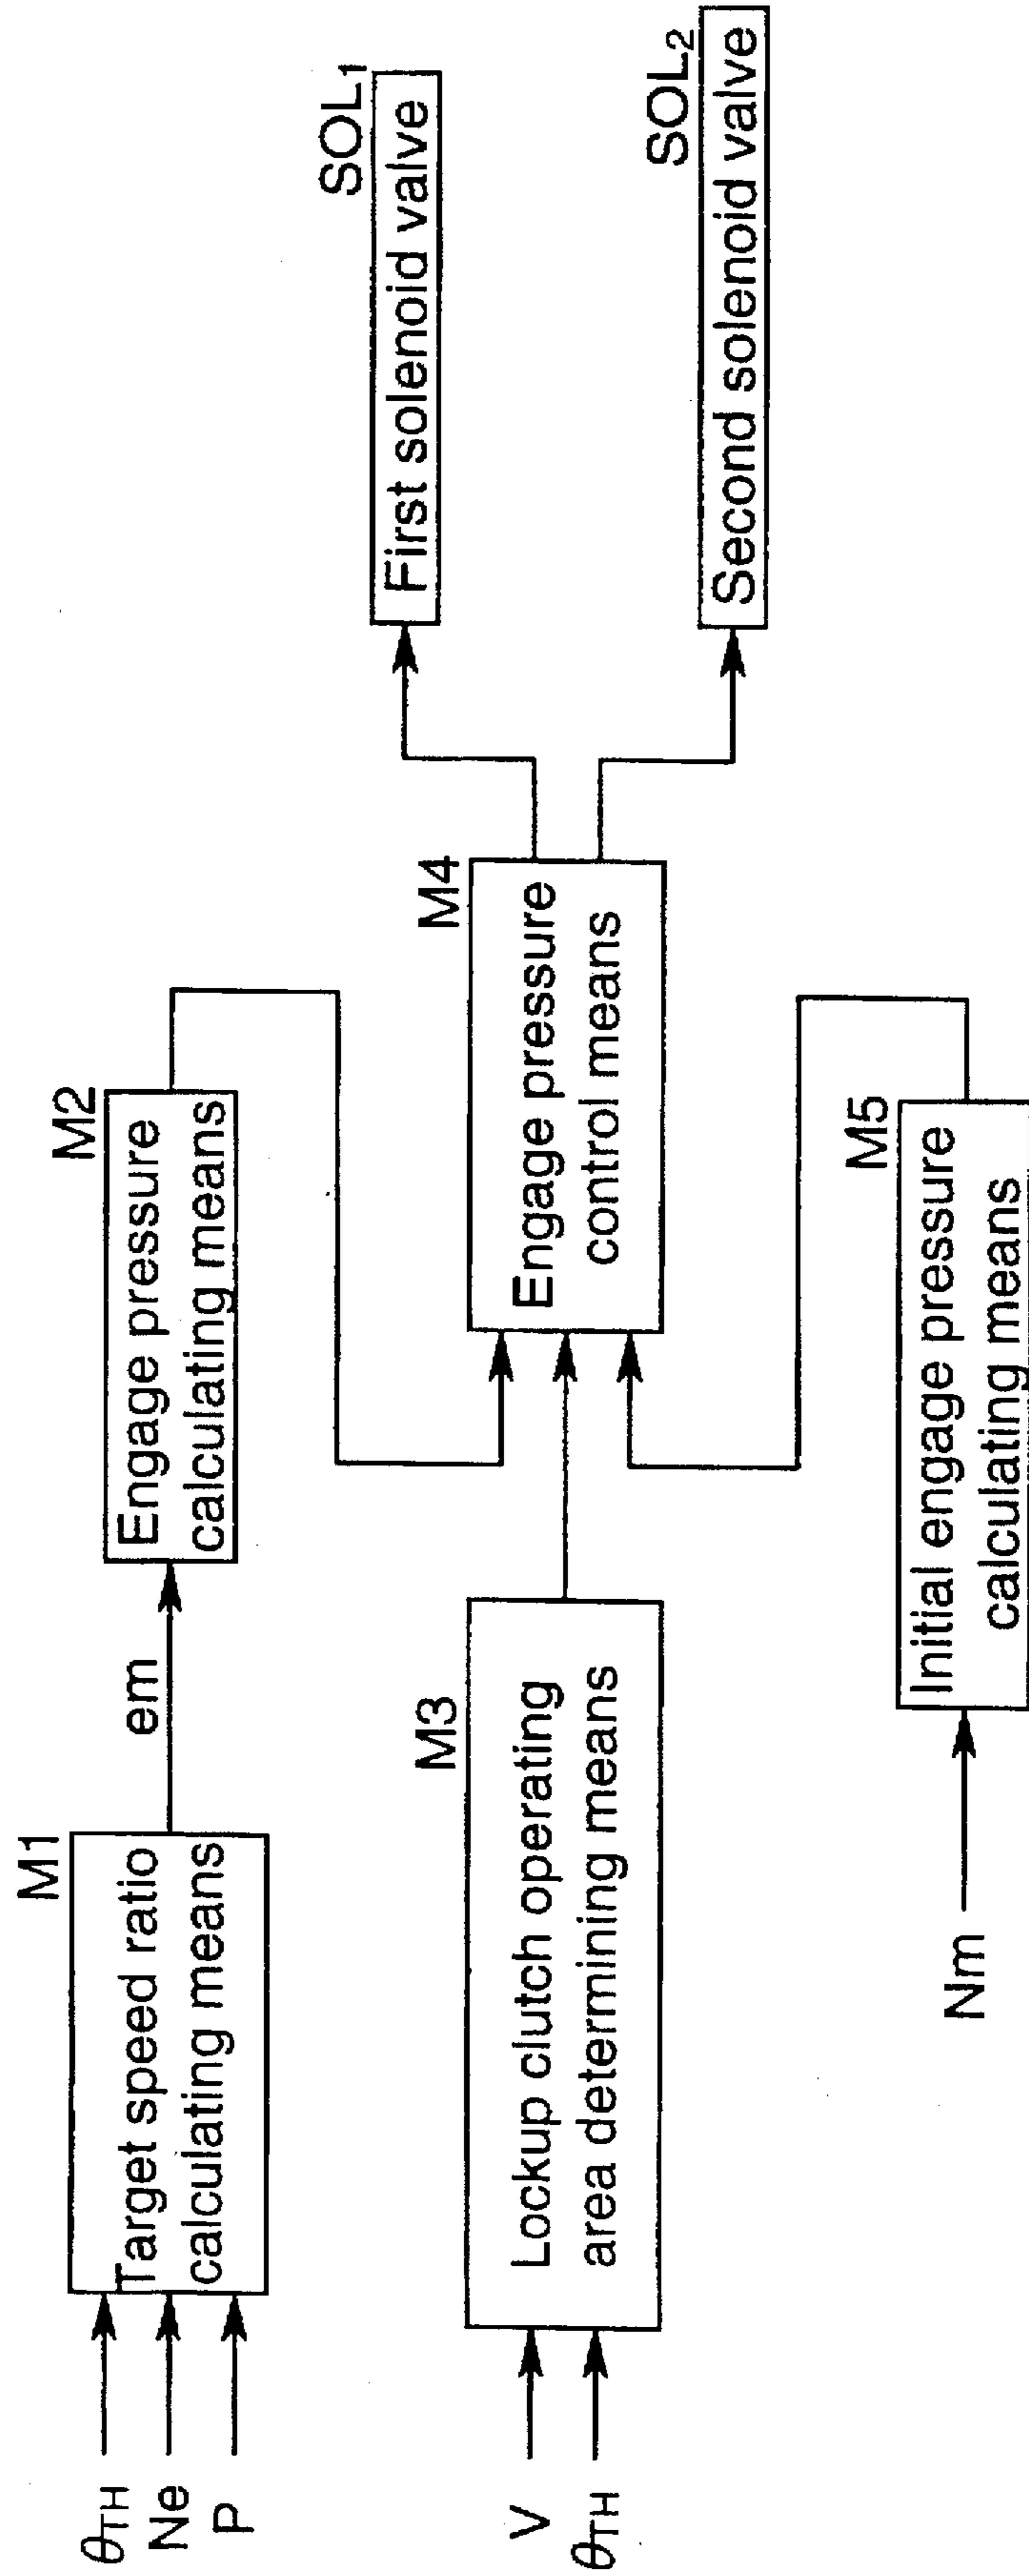 θTH
Ne
P
M1
Target speed ratio
calculating means
em
M2
Engage pressure
calculating means
V
θTH
M3
Lockup clutch operating
area determining means
M4
Engage pressure
control means
SOL1
First solenoid valve
SOL2
Second solenoid valve
Nm
M5
Initial engage pressure
calculating means